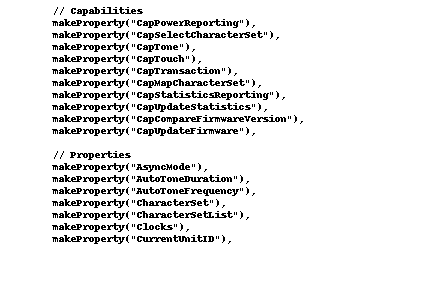 // Capabilities
makeProperty("CapPowerReporting"),
makeProperty("CapSelectCharacterSet"),
makeProperty("CapTone"),
makeProperty("CapTouch"),
makeProperty("CapTransaction"),
makeProperty("CapMapCharacterSet"),
makeProperty("CapStatisticsReporting"),
makeProperty("CapUpdateStatistics"),
makeProperty("CapCompareFirmwareVersion"),
makeProperty("CapUpdateFirmware"),
// Properties
makeProperty("AsyncMode"),
makeProperty("AutoToneDuration"),
makeProperty("AutoToneFrequency"),
makeProperty("CharacterSet"),
makeProperty("CharacterSetList"),
makeProperty("Clocks"),
makeProperty("CurrentUnitID"),